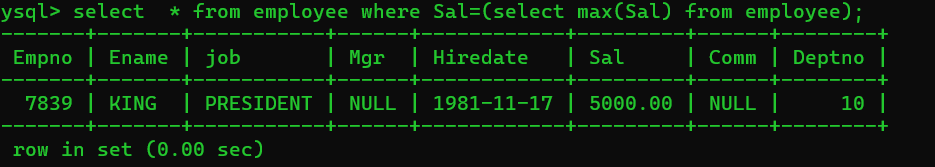 ysql> select  * from employee where Sal=(select max(Sal) from employee);
-------+-------+-----------+------+------------+---------+------+--------+
 Empno | Ename | job       | Mgr  | Hiredate   | Sal     | Comm | Deptno |
-------+-------+-----------+------+------------+---------+------+--------+
  7839 | KING  | PRESIDENT | NULL | 1981-11-17 | 5000.00 | NULL |     10 |
-------+-------+-----------+------+------------+---------+------+--------+
 row in set (0.00 sec)